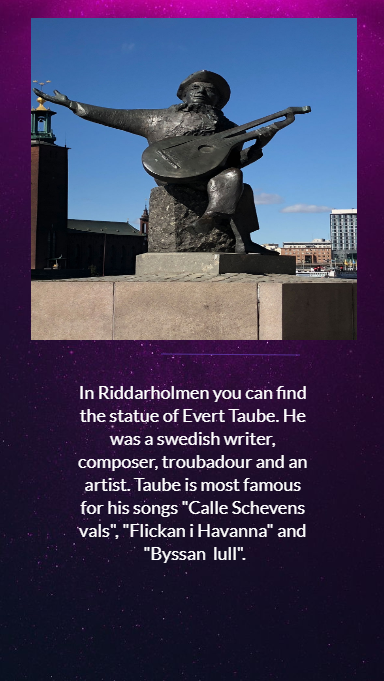 In Riddarholmen you can find
the statue of Evert Taube. He
was a swedish writer,
composer, troubadour and an
artist. Taube is most famous
for his songs "Calle Schevens
vals", "Flickan i Havanna" and
"Byssan lull".